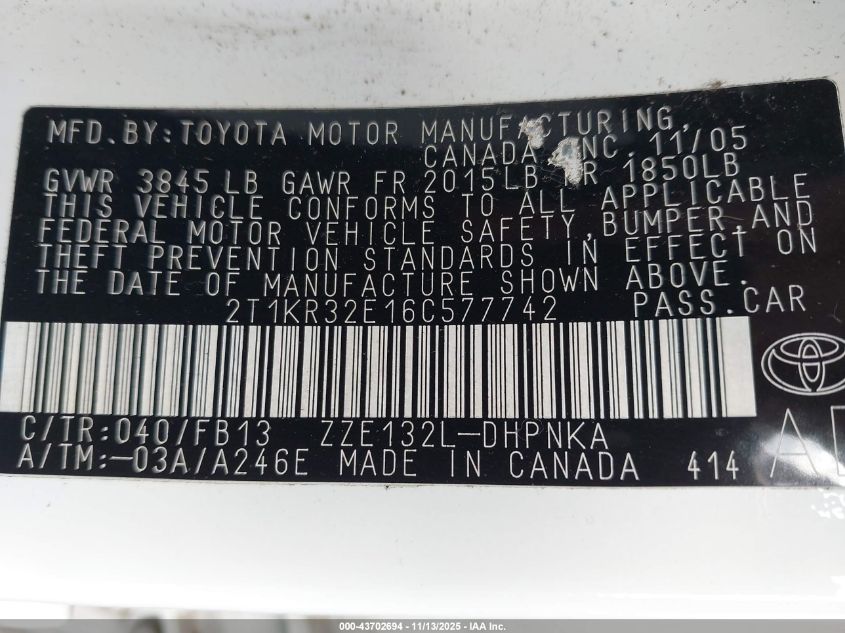 MFD.BY:TOYOTA MOTOR MANUFACTURING,
CANADA INC. 11/05
GVWR 3845 LB GAWR FR 2015LB RR 1850LB
THIS VEHICLE CONFORMS TO ALL APPLICABLE
FEDERAL MOTOR VEHICLE SAFETY,BUMPER,AND
THEFT PREVENTION STANDARDS IN EFFECT ON
THE DATE OF MANUFACTURE SHOWN ABOVE.
2T1KR32E16C577742 PASS.CAR
C/TR:040/FB13 ZZE132L-DHPNKA
A/TM:-03A/A246E MADE IN CANADA 414
000-43702694 - 11/13/2025 - IAA Inc.